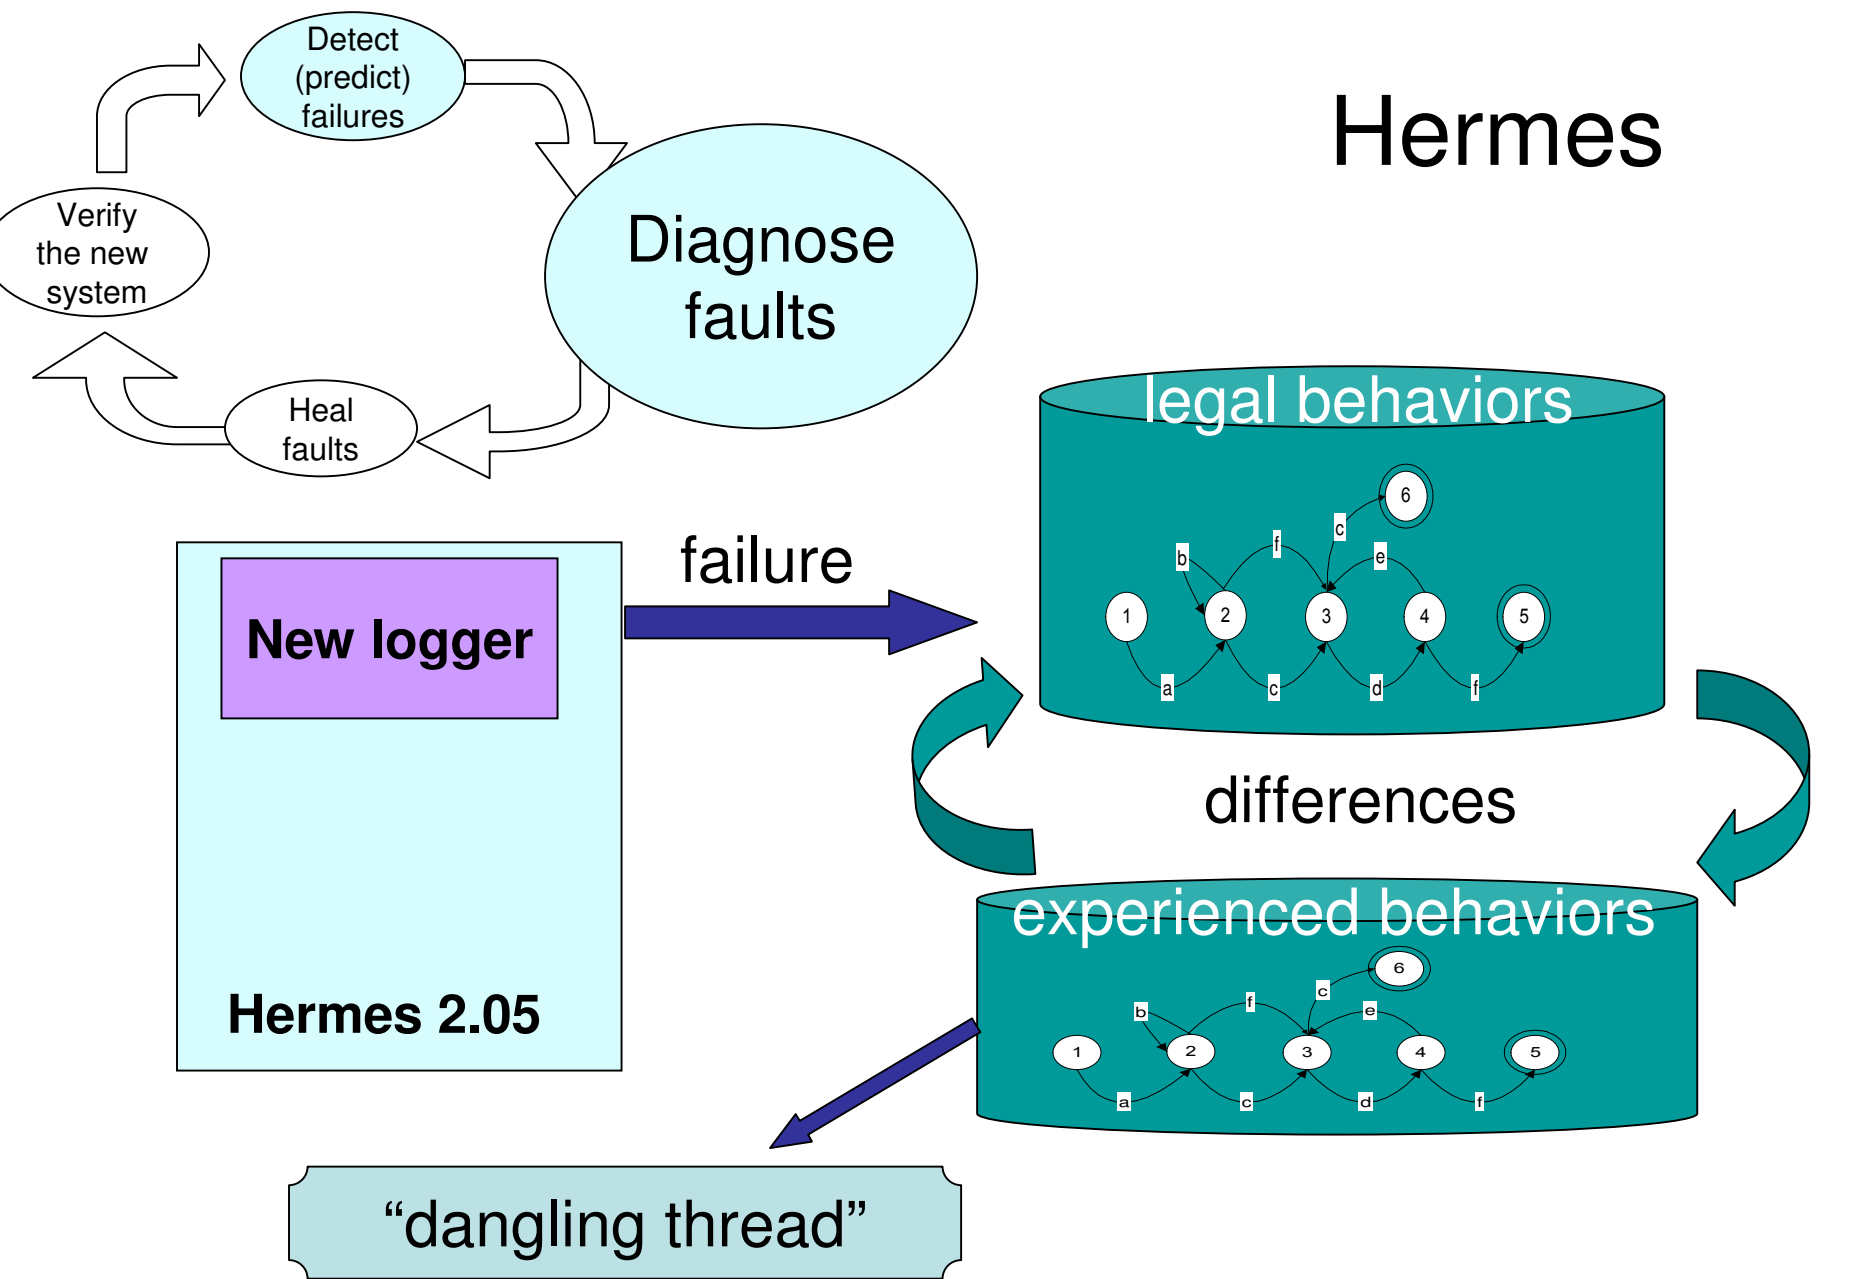 Hermes
Detect
(predict)
failures
Diagnose
faults
Verify
the new
system
Heal
faults
New logger
Hermes 2.05
failure
legal behaviors
6
c
b
f
e
1
2
3
4
5
a
c
d
f
differences
experienced behaviors
6
c
b
f
e
1
2
3
4
5
a
c
d
f
“dangling thread”